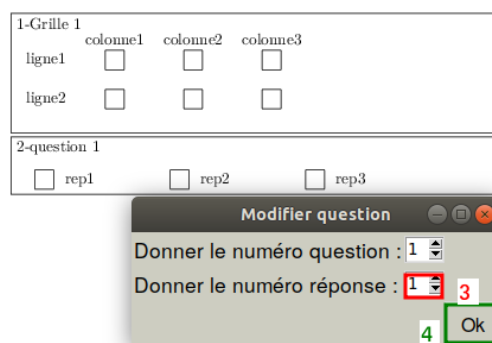 1-Grille 1
colonne1 colonne2 colonne3
ligne1
ligne2
2-question 1
rep1 rep2 rep3
Modifier question
Donner le numéro question : 1
Donner le numéro réponse : 1
3
Ok
4